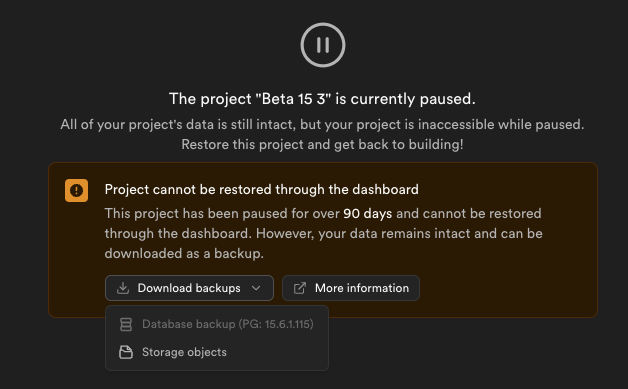 The project "Beta 15 3" is currently paused.
All of your project's data is still intact, but your project is inaccessible while paused.
Restore this project and get back to building!
Project cannot be restored through the dashboard
This project has been paused for over 90 days and cannot be restored
through the dashboard. However, your data remains intact and can be
downloaded as a backup.
Download backups
More information
Database backup (PG: 15.6.1.115)
Storage objects